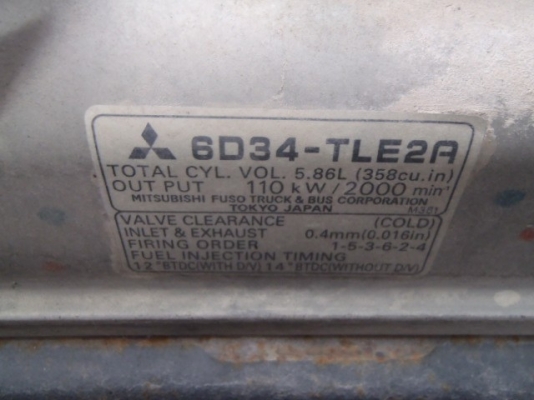 6D34-TLE2A
TOTAL CYL. VOL. 5.86L (358cu.in)
OUT PUT 110 kW/2000 min⁻¹
MITSUBISHI FUSO TRUCK & BUS CORPORATION
TOKYO JAPAN
VALVE CLEARANCE (COLD)
INLET & EXHAUST 0.4mm(0.016in)
FIRING ORDER 1-5-3-6-2-4
FUEL INJECTION TIMING
12°BTDC(WITH D/V) 14°BTDC(WITHOUT D/V)